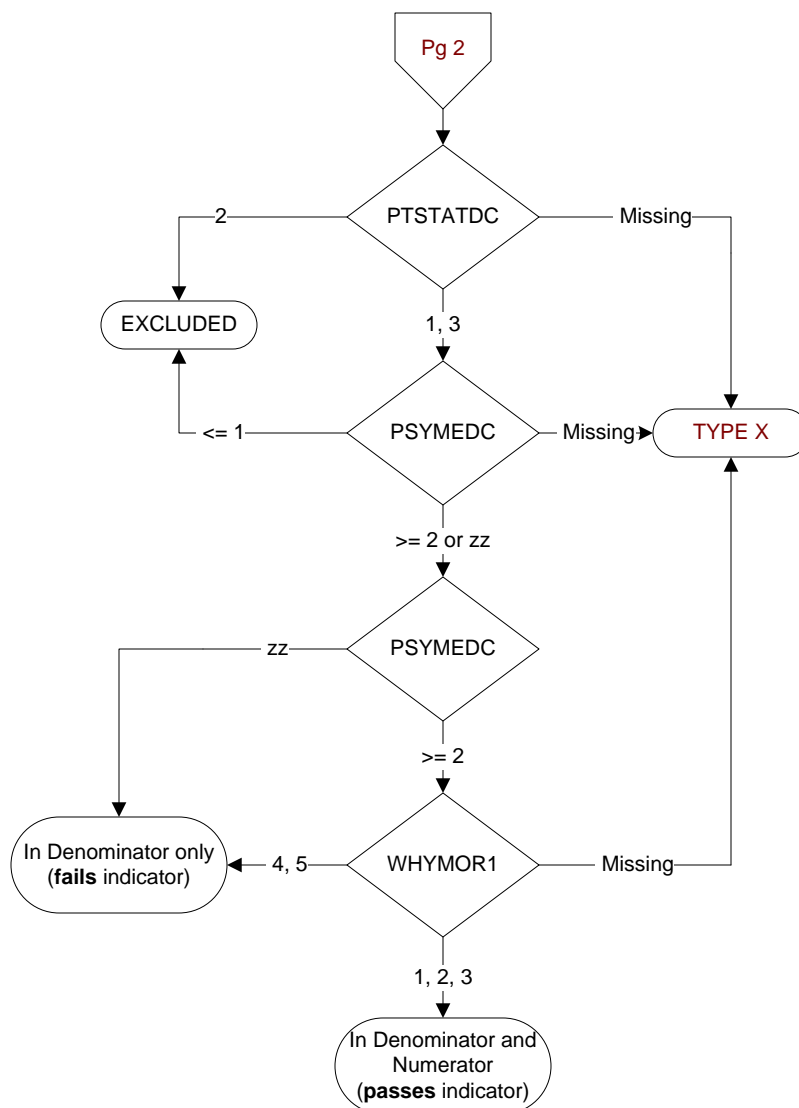 Pg 2
PTSTATDC
2
Missing
EXCLUDED
1, 3
PSYMEDC
<= 1
Missing
TYPE X
>= 2 or zz
PSYMEDC
zz
>= 2
In Denominator only
(fails indicator)
4, 5
WHYMOR1
Missing
1, 2, 3
In Denominator and
Numerator
(passes indicator)